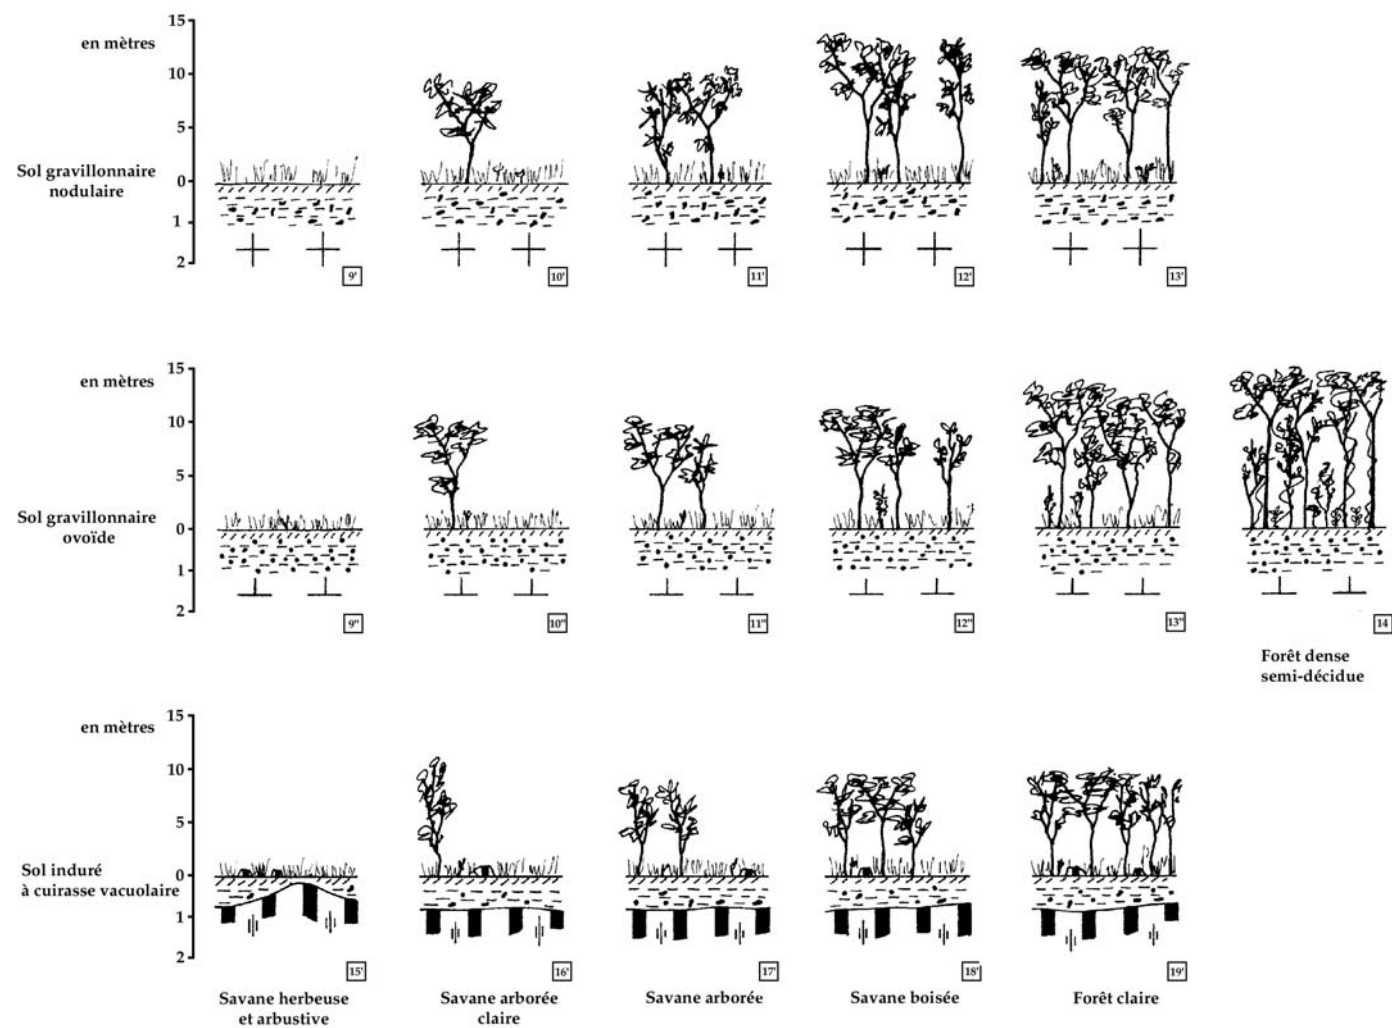 15
en mètres
10
5
Sol gravillonnaire
nodulaire
0
1
2
9'
10'
11'
12'
13'
15
en mètres
10
5
Sol gravillonnaire
ovoïde
0
1
2
9"
10"
11"
12"
13"
14
Forêt dense
semi-décidue
15
en mètres
10
5
Sol induré
à cuirasse vacuolaire
0
1
2
15'
16'
17'
18'
19'
Savane herbeuse
et arbustive
Savane arborée
claire
Savane arborée
Savane boisée
Forêt claire